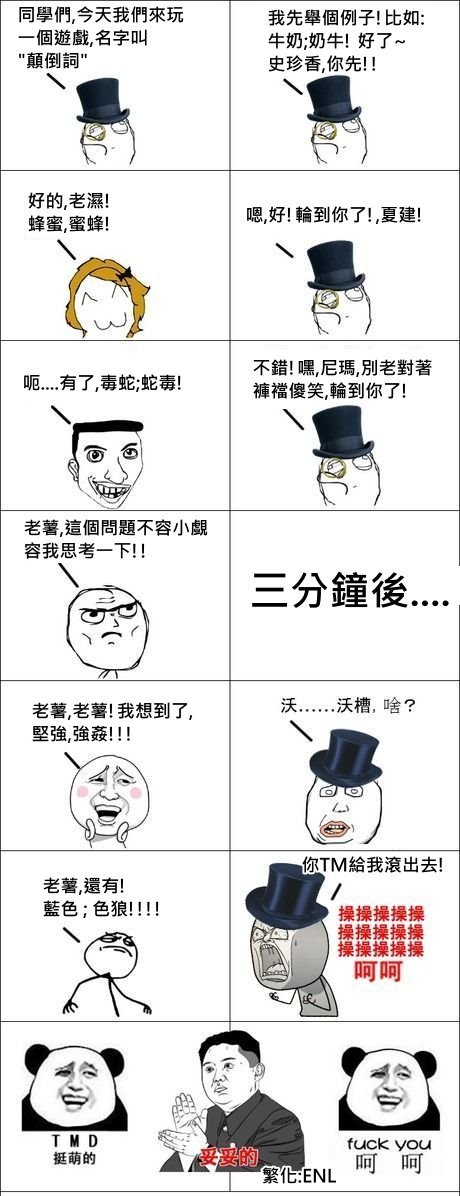 同學們,今天我們來玩
一個遊戲,名字叫
"顛倒詞"
我先舉個例子!比如:
牛奶;奶牛! 好了~
史珍香,你先!!
好的,老濕!
蜂蜜,蜜蜂!
嗯,好!輪到你了!,夏建!
呃....有了,毒蛇;蛇毒!
不錯!嘿,尼瑪,別老對著
褲襠傻笑,輪到你了!
老薯,這個問題不容小覷
容我思考一下!!
三分鐘後....
老薯,老薯!我想到了,
堅強,強姦!!!
沃......沃槽, 啥?
老薯,還有!
藍色;色狼!!!!
你TM給我滾出去!
操操操操操
操操操操操
操操操操操
呵呵
TMD
挺萌的
妥妥的
繁化:ENL
fuck you
呵 呵